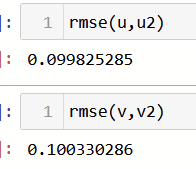 ]: 1 rmse(u,u2)
]: 0.099825285
]: 1 rmse(v,v2)
]: 0.100330286